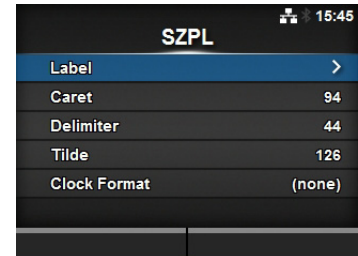 15:45
SZPL
Label >
Caret 94
Delimiter 44
Tilde 126
Clock Format (none)